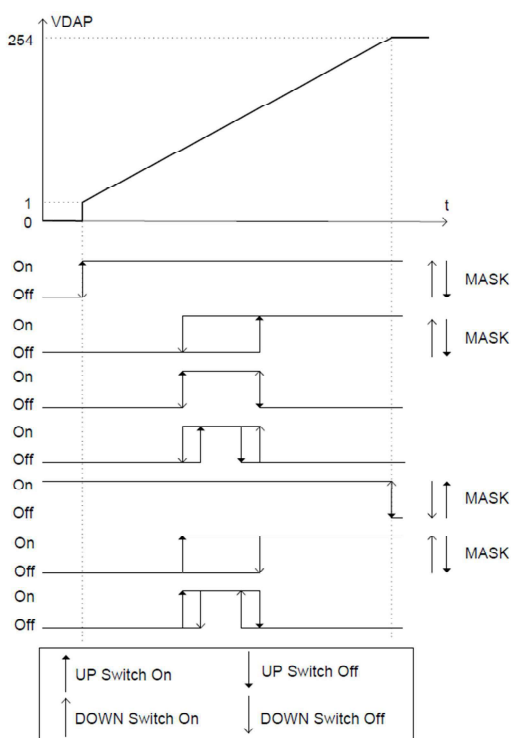 VDAP
254
1
0
t
On
Off
MASK
On
Off
MASK
On
Off
On
Off
On
Off
MASK
On
Off
MASK
On
Off
UP Switch On
UP Switch Off
DOWN Switch On
DOWN Switch Off